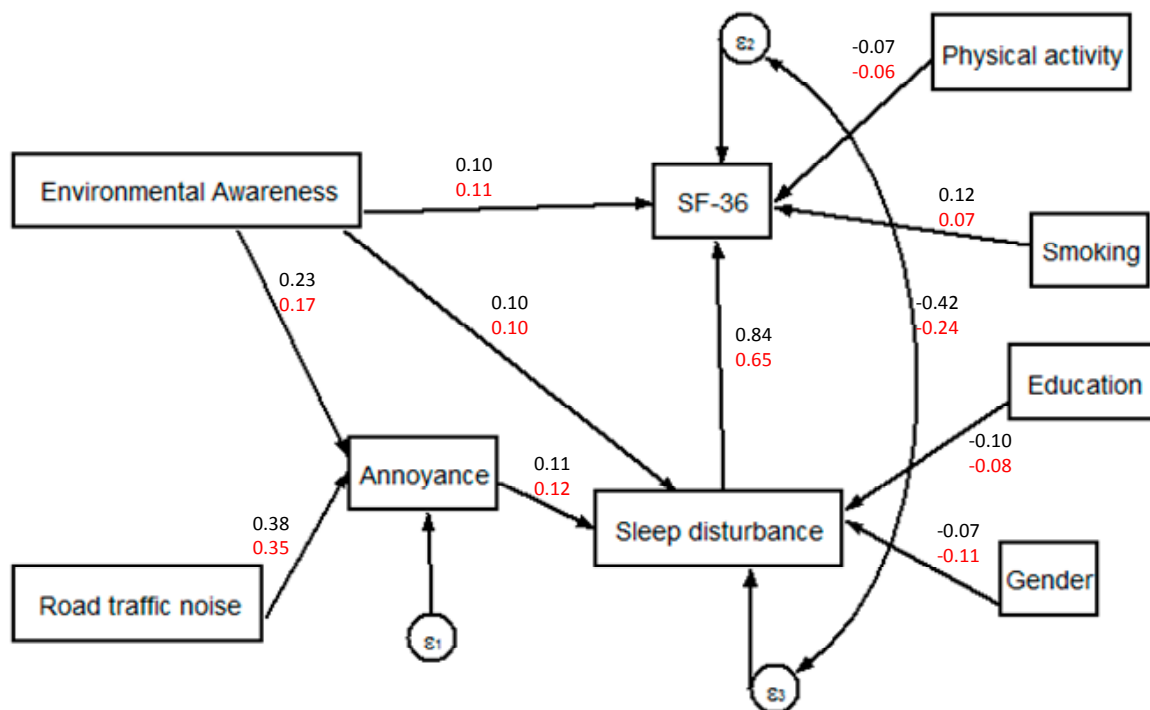 ε2
-0.07
-0.06
Physical activity
Environmental Awareness
0.10
0.11
SF-36
0.12
0.07
Smoking
0.23
0.17
0.10
0.10
-0.42
-0.24
0.84
0.65
Education
-0.10
-0.08
Annoyance
0.11
0.12
Sleep disturbance
0.38
0.35
-0.07
-0.11
Gender
Road traffic noise
ε1
ε3